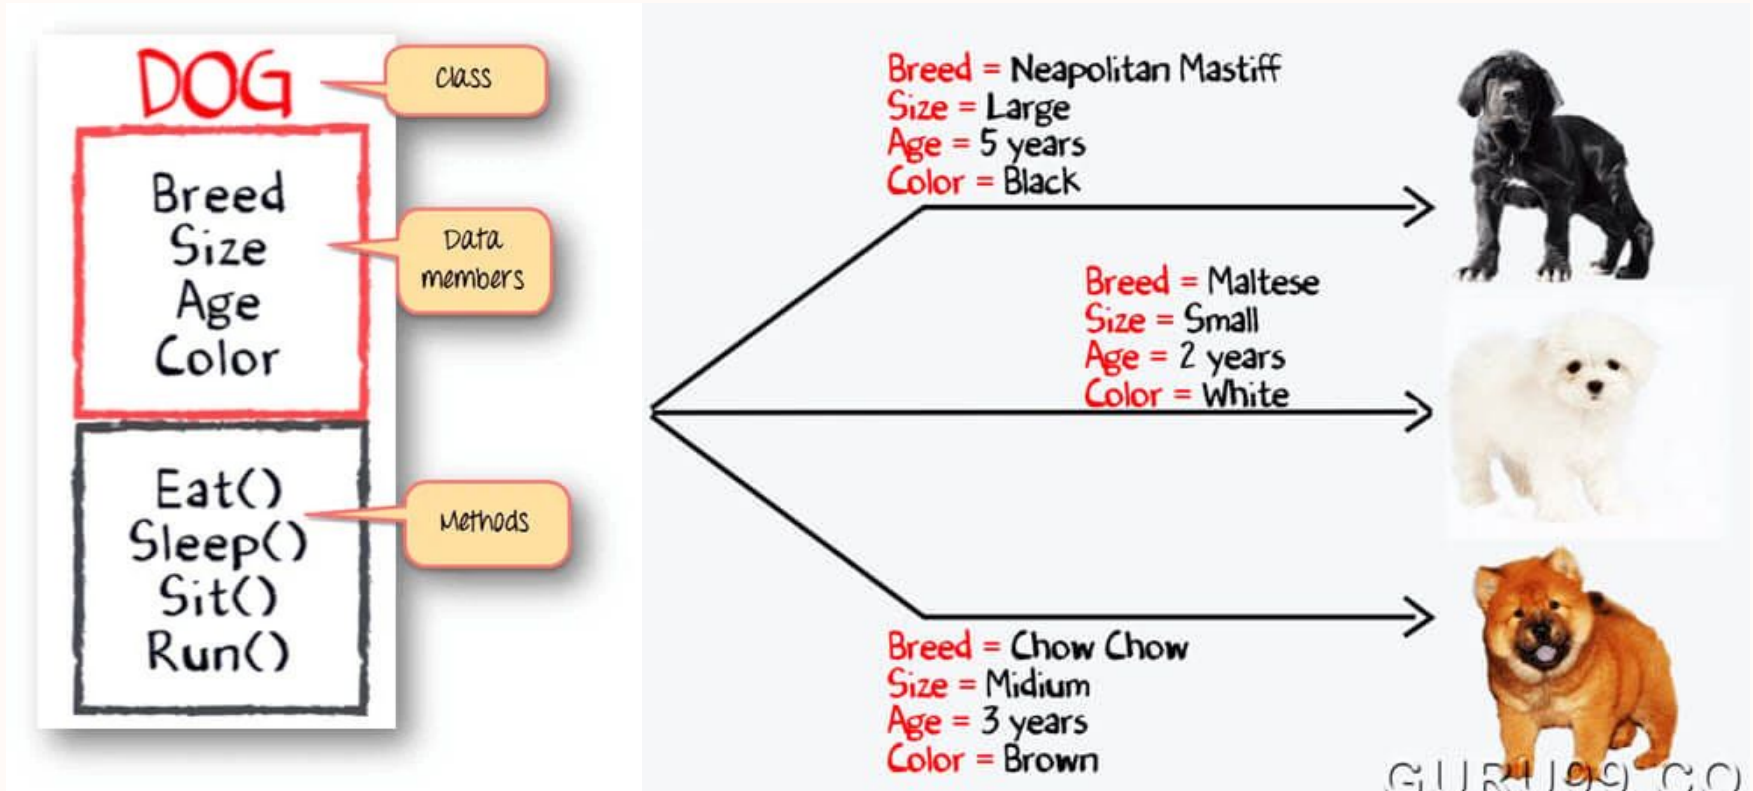 DOG
Class
Breed
Size
Age
Color
Data
members
Eat()
Sleep()
Sit()
Run()
Methods
Breed = Neapolitan Mastiff
Size = Large
Age = 5 years
Color = Black
Breed = Maltese
Size = Small
Age = 2 years
Color = White
Breed = Chow Chow
Size = Midium
Age = 3 years
Color = Brown
GURU99.CO